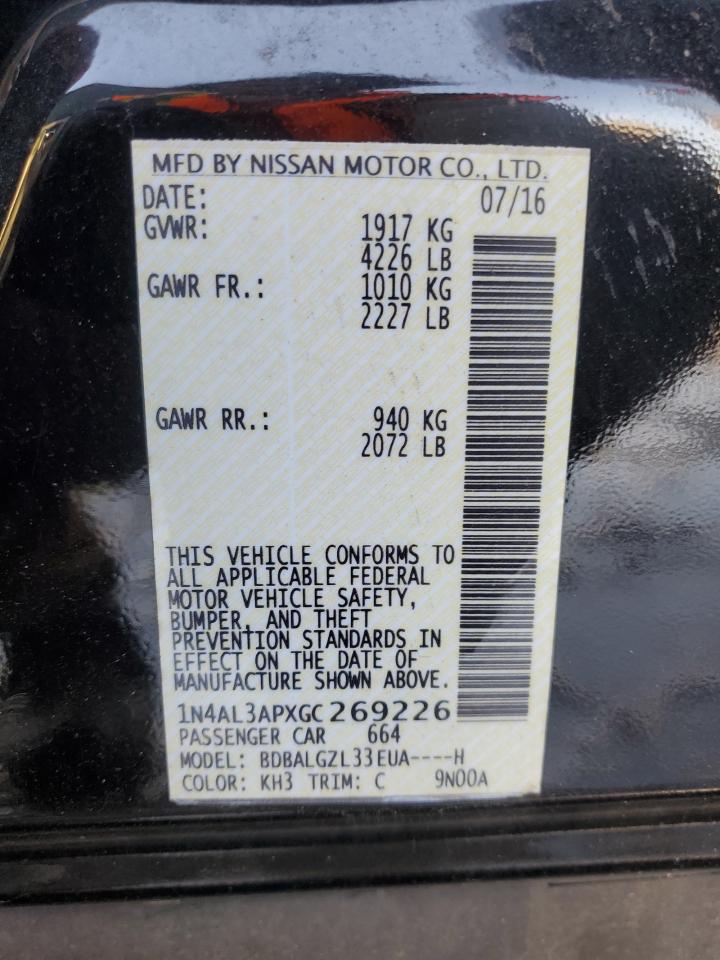 MFD BY NISSAN MOTOR CO., LTD.
DATE: 07/16
GVWR: 1917 KG
4226 LB
GAWR FR.: 1010 KG
2227 LB
GAWR RR.: 940 KG
2072 LB
THIS VEHICLE CONFORMS TO
ALL APPLICABLE FEDERAL
MOTOR VEHICLE SAFETY,
BUMPER, AND THEFT
PREVENTION STANDARDS IN
EFFECT ON THE DATE OF
MANUFACTURE SHOWN ABOVE.
1N4AL3APXGC269226
PASSENGER CAR 664
MODEL: BDBALGZL33EUA----H
COLOR: KH3 TRIM: C 9N00A